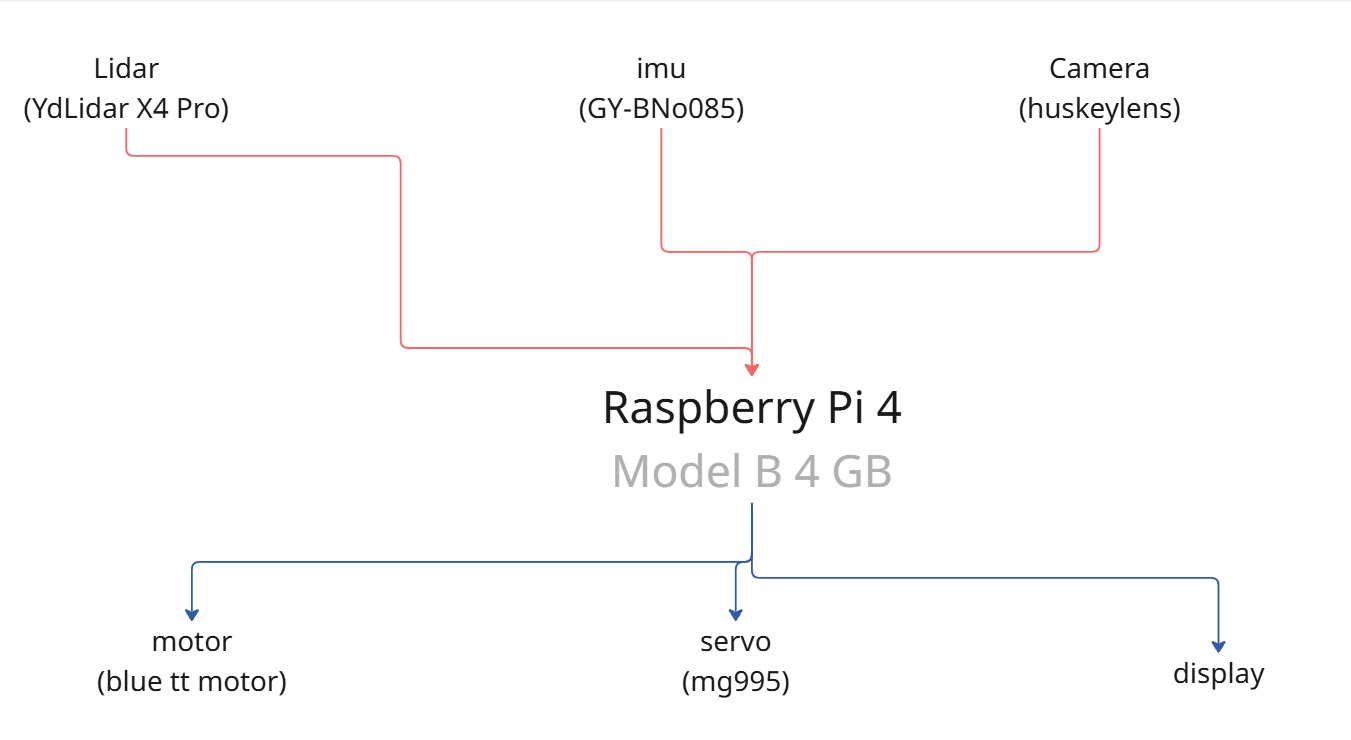 Lidar
(YdLidar X4 Pro)
imu
(GY-BNo085)
Camera
(huskeylens)
Raspberry Pi 4
Model B 4 GB
motor
(blue tt motor)
servo
(mg995)
display